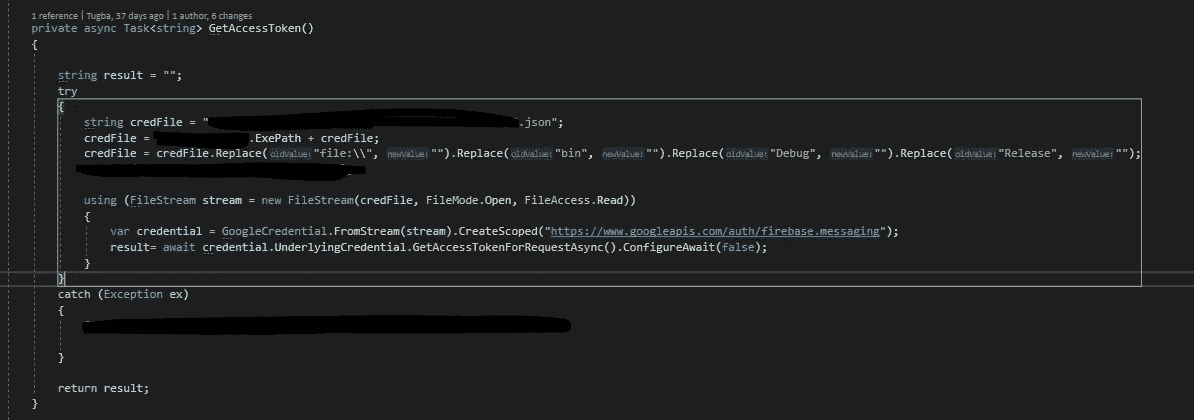 1 reference | Tugba, 37 days ago | 1 author, 6 changes
private async Task<string> GetAccessToken()
{
string result = "";
try
{
string credFile = " .json";
credFile = .ExePath + credFile;
credFile = credFile.Replace(oldValue: "file:\\", newValue: "").Replace(oldValue: "bin", newValue: "").Replace(oldValue: "Debug", newValue: "").Replace(oldValue: "Release", newValue: "");
using (FileStream stream = new FileStream(credFile, FileMode.Open, FileAccess.Read))
{
var credential = GoogleCredential.FromStream(stream).CreateScoped("https://www.googleapis.com/auth/firebase.messaging");
result= await credential.UnderlyingCredential.GetAccessTokenForRequestAsync().ConfigureAwait(false);
}
}
catch (Exception ex)
{
}
return result;
}